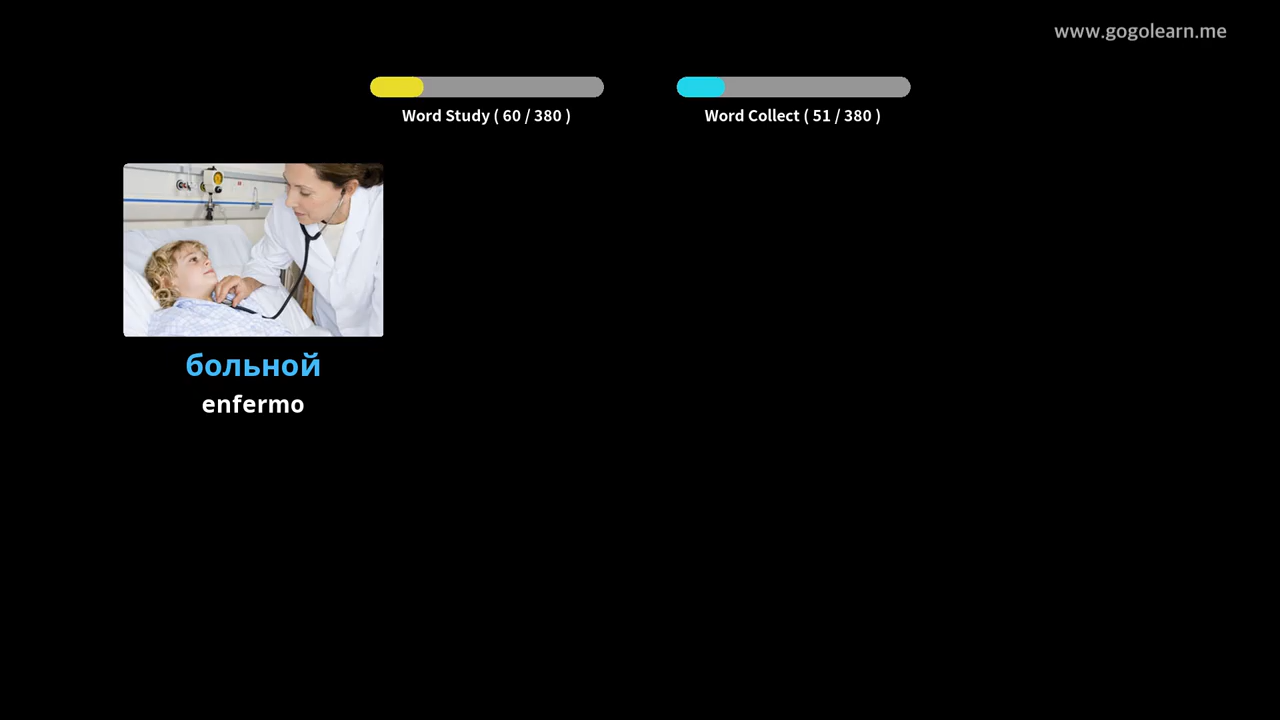 www.gogolearn.me
Word Study ( 60 / 380 )
Word Collect ( 51 / 380 )
больной
enfermo